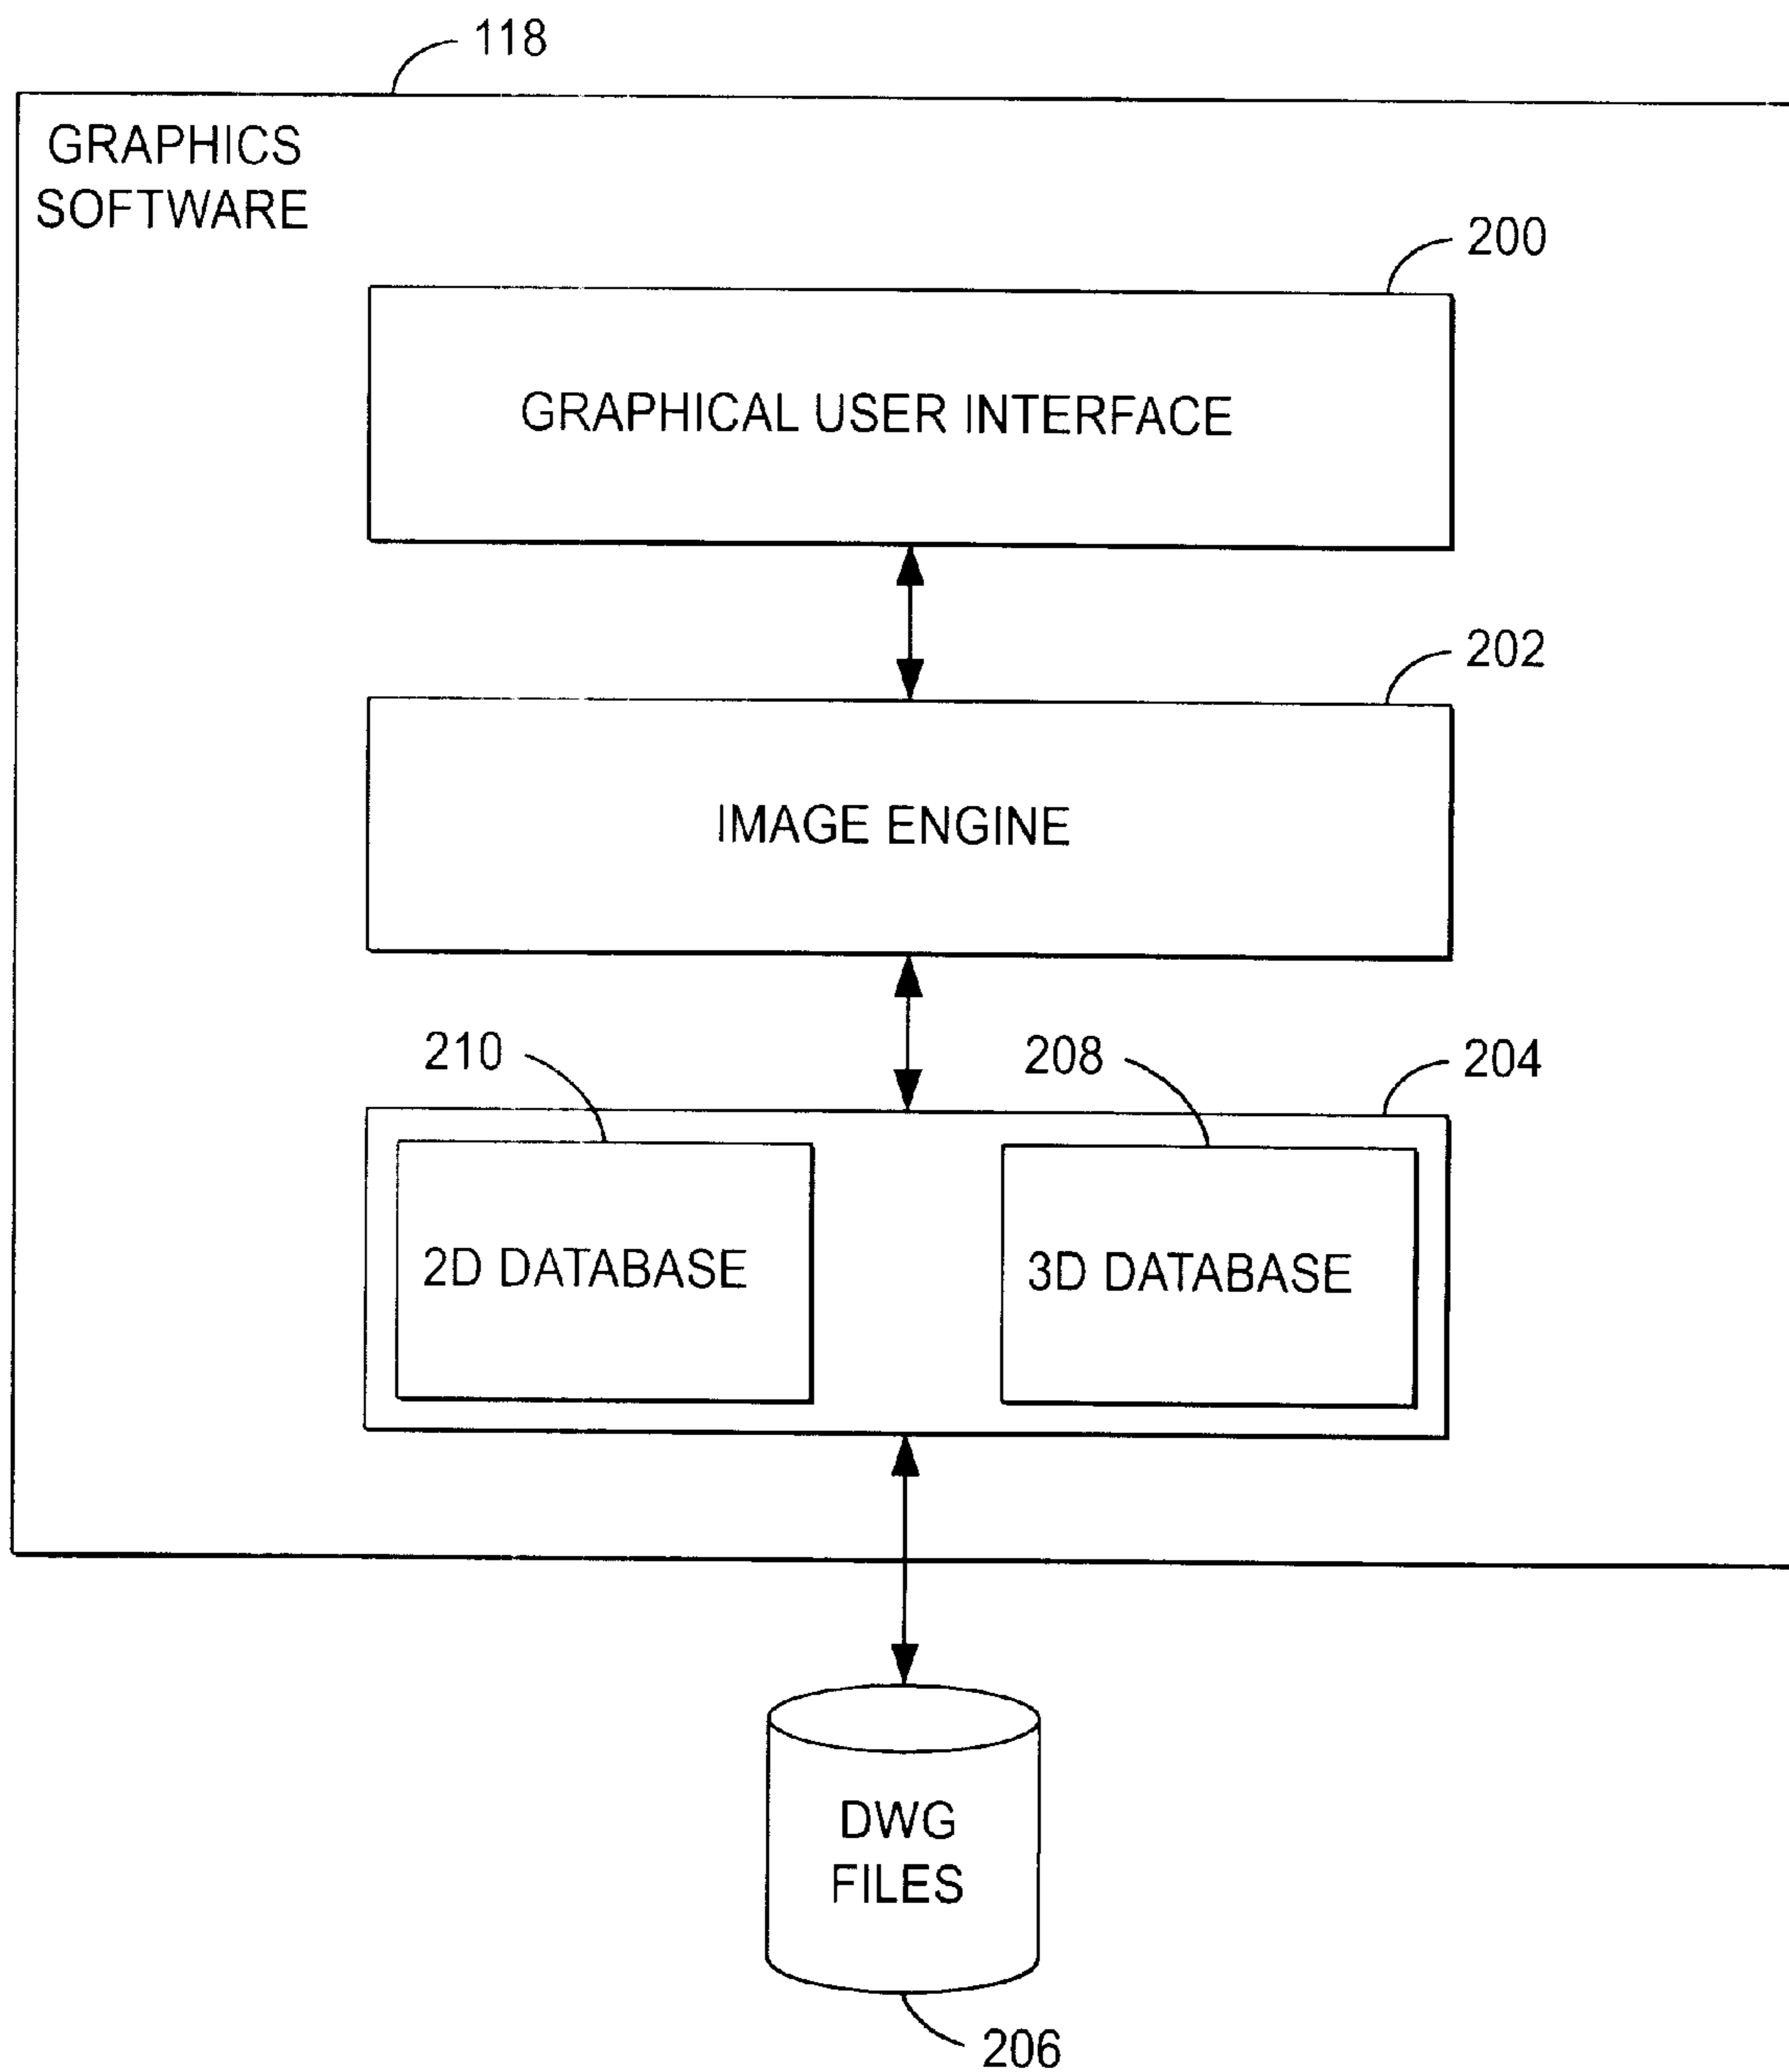 118
GRAPHICS
SOFTWARE
200
GRAPHICAL USER INTERFACE
202
IMAGE ENGINE
210
208
204
2D DATABASE
3D DATABASE
DWG
FILES
206